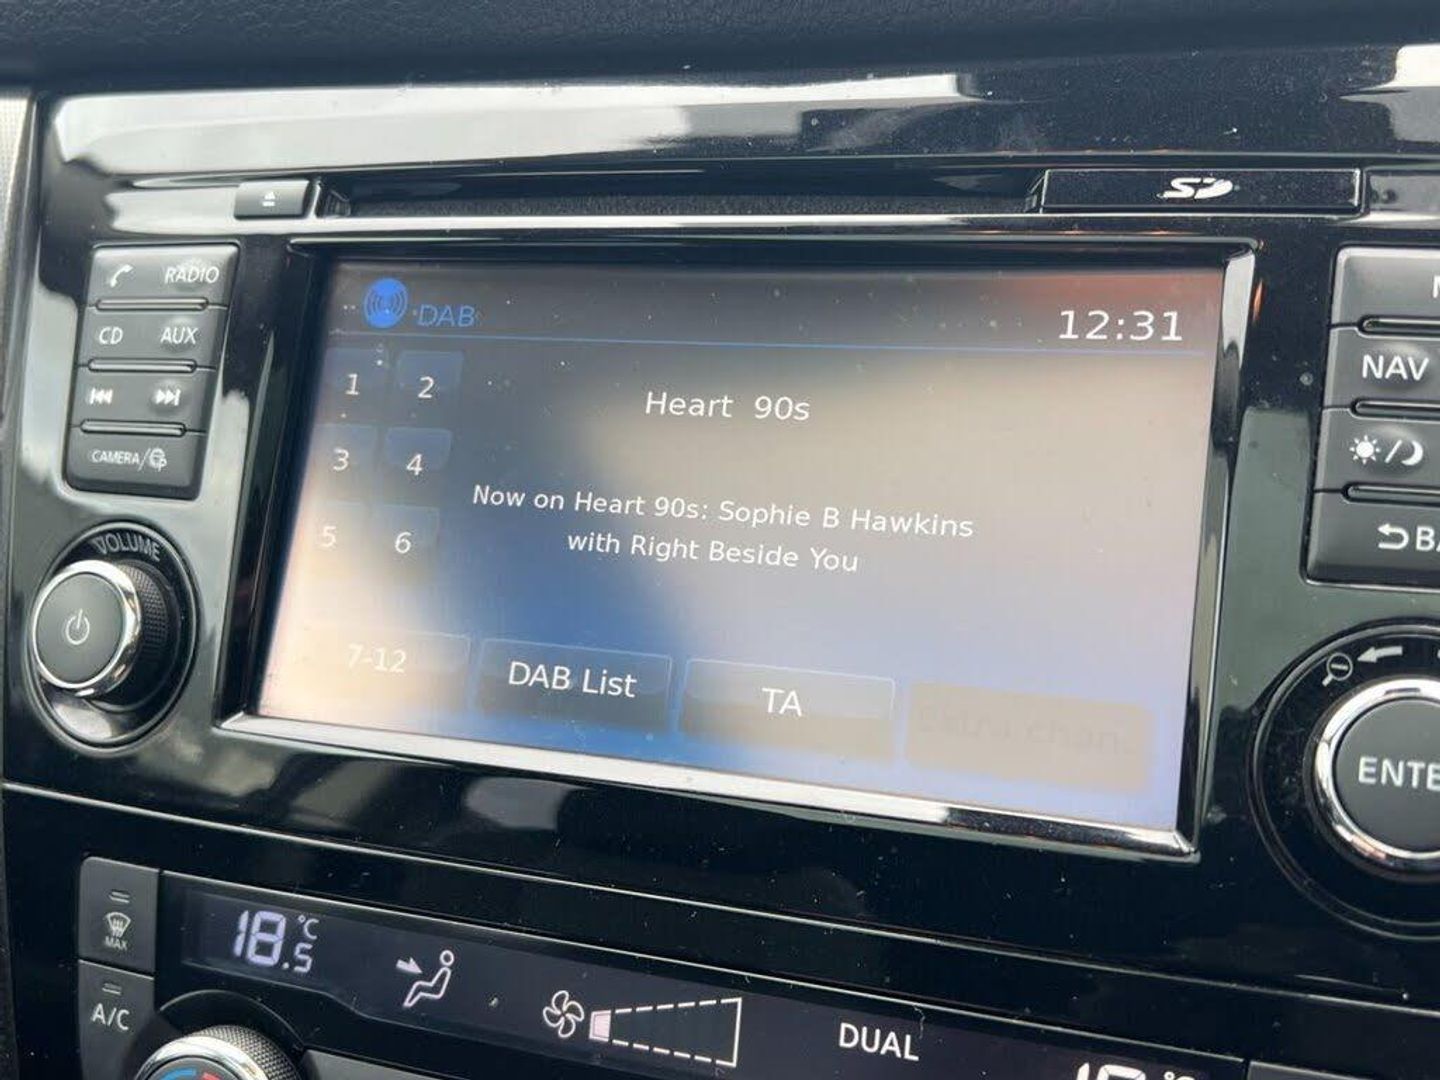 SD
RADIO
CD AUX
CAMERA/
VOLUME
DAB
12:31
1 2
3 4
5 6
Heart 90s
Now on Heart 90s: Sophie B Hawkins
with Right Beside You
7-12
DAB List
TA
NAV
MAX
A/C
18.5 °C
DUAL